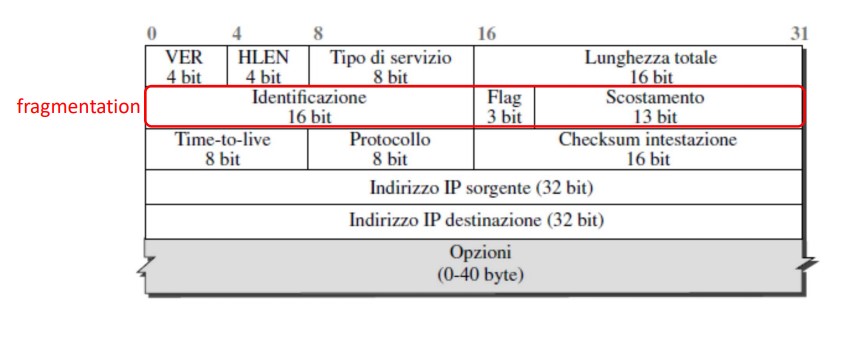 0 4 8 16 31
VER HLEN Tipo di servizio Lunghezza totale
4 bit 4 bit 8 bit 16 bit
fragmentation
Identificazione Flag Scostamento
16 bit 3 bit 13 bit
Time-to-live Protocollo Checksum intestazione
8 bit 8 bit 16 bit
Indirizzo IP sorgente (32 bit)
Indirizzo IP destinazione (32 bit)
Opzioni
(0-40 byte)